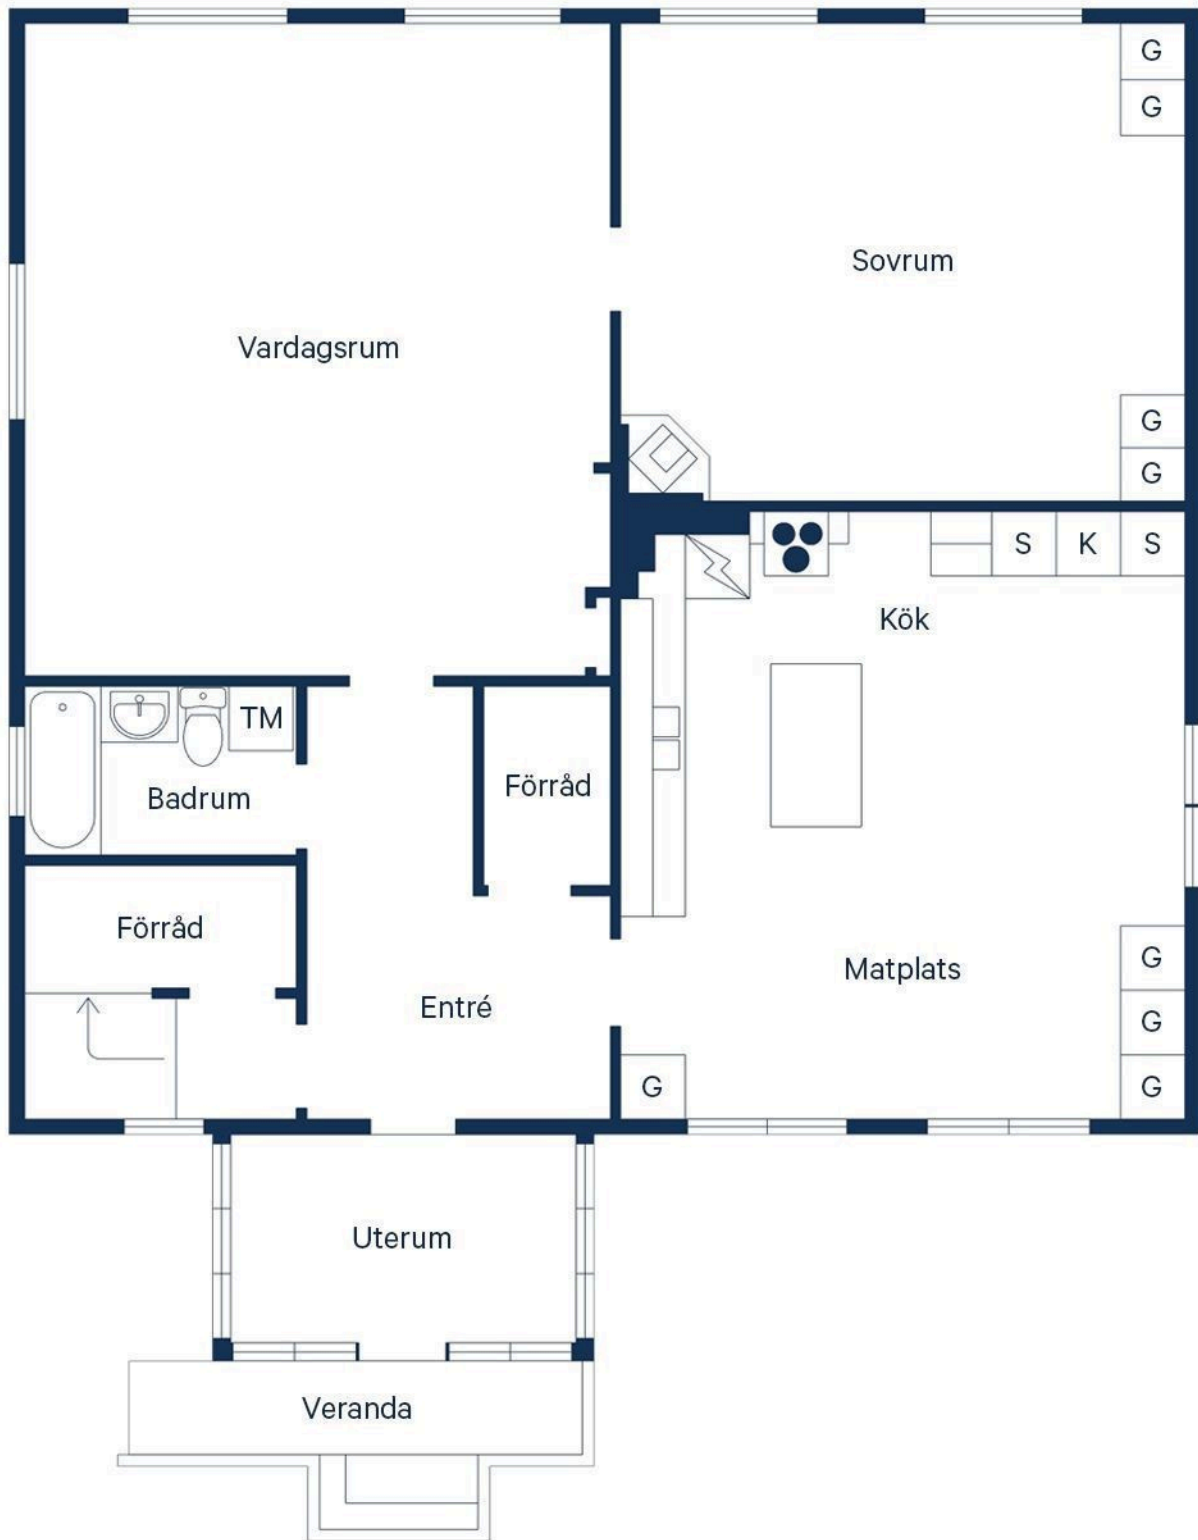 G
G
Sovrum
Vardagsrum
G
G
S K S
Kök
TM
Badrum
Förråd
Förråd
Matplats
G
Entré
G
G
G
Uterum
Veranda